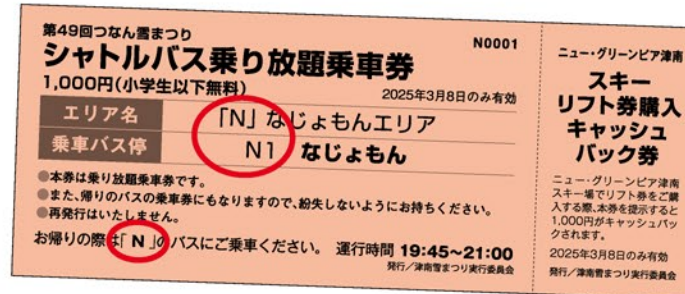 第49回つなん雪まつり
N0001
シャトルバス乗り放題乗車券
1,000円(小学生以下無料)
2025年3月8日のみ有効
エリア名
「N」なじょもんエリア
乗車バス停
N1 なじょもん
●本券は乗り放題乗車券です。
●また、帰りのバスの乗車券にもなりますので、紛失しないようにお持ちください。
●再発行はいたしません。
お帰りの際は「N」のバスにご乗車ください。 運行時間 19:45~21:00
発行/津南雪まつり実行委員会
ニュー・グリーンピア津南
スキー
リフト券購入
キャッシュ
バック券
ニュー・グリーンピア津南
スキー場でリフト券をご購
入する際、本券を提示すると
1,000円がキャッシュバッ
クされます。
2025年3月8日のみ有効
発行/津南雪まつり実行委員会